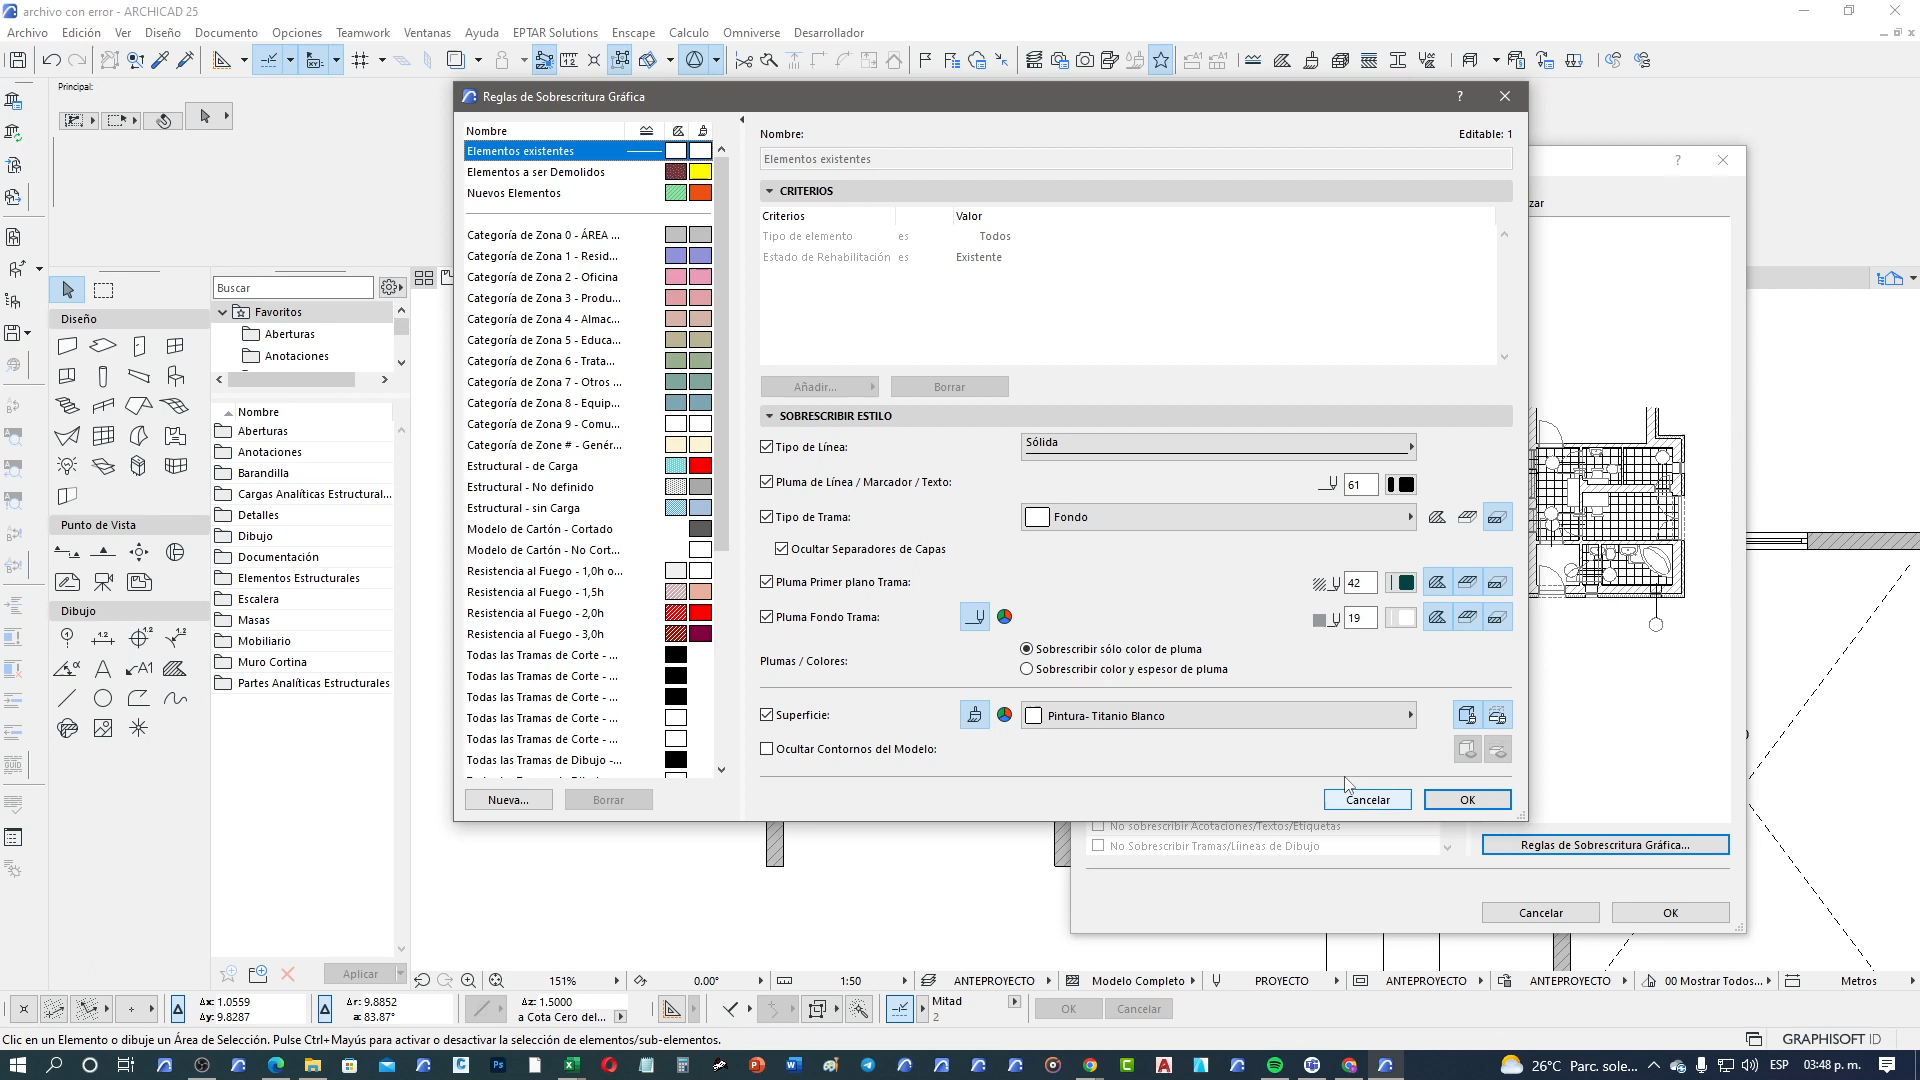 archivo con error - ARCHICAD 25
Archivo Edición Ver Diseño Documento Opciones Teamwork Ventanas Ayuda EPTAR Solutions Enscape Calculo Omniverse Desarrollador
Principal:
Reglas de Sobrescritura Gráfica
Nombre
Elementos existentes
Elementos a ser Demolidos
Nuevos Elementos
Categoría de Zona 0 - ÁREA ...
Categoría de Zona 1 - Resid...
Categoría de Zona 2 - Oficina
Categoría de Zona 3 - Produ...
Categoría de Zona 4 - Almac...
Categoría de Zona 5 - Educa...
Categoría de Zona 6 - Trata...
Categoría de Zona 7 - Otros ...
Categoría de Zona 8 - Equip...
Categoría de Zona 9 - Comu...
Categoría de Zone # - Genér...
Estructural - de Carga
Estructural - No definido
Estructural - sin Carga
Modelo de Cartón - Cortado
Modelo de Cartón - No Cort...
Resistencia al Fuego - 1,0h o...
Resistencia al Fuego - 1,5h
Resistencia al Fuego - 2,0h
Resistencia al Fuego - 3,0h
Todas las Tramas de Corte - ...
Todas las Tramas de Corte - ...
Todas las Tramas de Corte - ...
Todas las Tramas de Corte - ...
Todas las Tramas de Corte - ...
Todas las Tramas de Dibujo -...
Nueva... Borrar
Nombre: Editable: 1
Elementos existentes
CRITERIOS
Criterios Valor
Tipo de elemento es Todos
Estado de Rehabilitación es Existente
Añadir... Borrar
SOBRESCRIBIR ESTILO
Tipo de Línea: Sólida
Pluma de Línea / Marcador / Texto: 61
Tipo de Trama: Fondo
Ocultar Separadores de Capas
Pluma Primer plano Trama: 42
Pluma Fondo Trama: 19
Plumas / Colores: Sobrescribir sólo color de pluma
Sobrescribir color y espesor de pluma
Superficie: Pintura- Titanio Blanco
Ocultar Contornos del Modelo:
Cancelar OK
zar
No sobrescribir Acotaciones/Textos/Etiquetas
No Sobrescribir Tramas/Líineas de Dibujo
Reglas de Sobrescritura Gráfica...
Cancelar OK
Diseño
Punto de Vista
Dibujo
A A1
GUID
Buscar
Favoritos
Aberturas
Anotaciones
Nombre
Aberturas
Anotaciones
Barandilla
Cargas Analíticas Estructural...
Detalles
Dibujo
Documentación
Elementos Estructurales
Escalera
Masas
Mobiliario
Muro Cortina
Partes Analíticas Estructurales
Aplicar
151% 0.00° 1:50 ANTEPROYECTO Modelo Completo PROYECTO ANTEPROYECTO ANTEPROYECTO 00 Mostrar Todos... Metros
Δx: 1.0559 Δr: 9.8852 Δz: 1.5000 Mitad
Δy: 9.8287 a: 83.87° a Cota Cero del... 2
OK Cancelar
Clic en un Elemento o dibuje un Área de Selección. Pulse Ctrl+Mayús para activar o desactivar la selección de elementos/sub-elementos.
GRAPHISOFT ID
26°C Parc. sole... ESP 03:48 p. m.